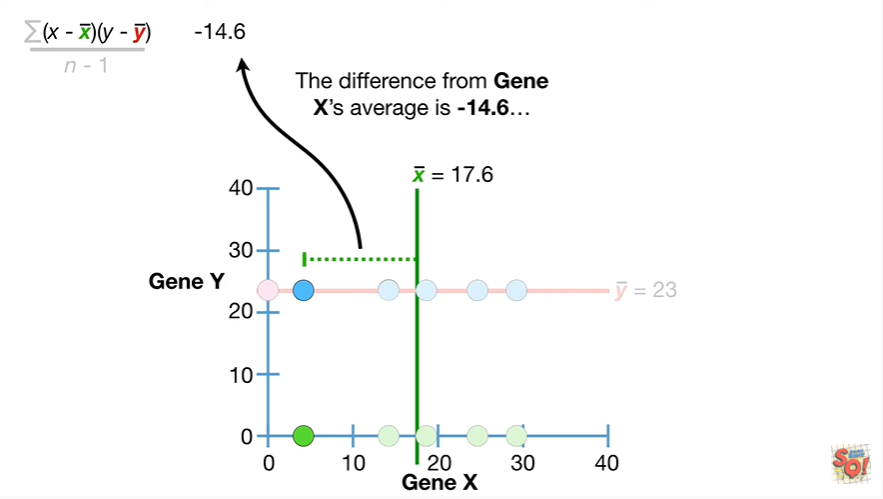 ∑(x - x̄)(y - ȳ)
n - 1
-14.6
The difference from Gene
X's average is -14.6…
x̄ = 17.6
40
30
Gene Y
ȳ = 23
20
10
0
0
10
20
30
40
Gene X
SQ!